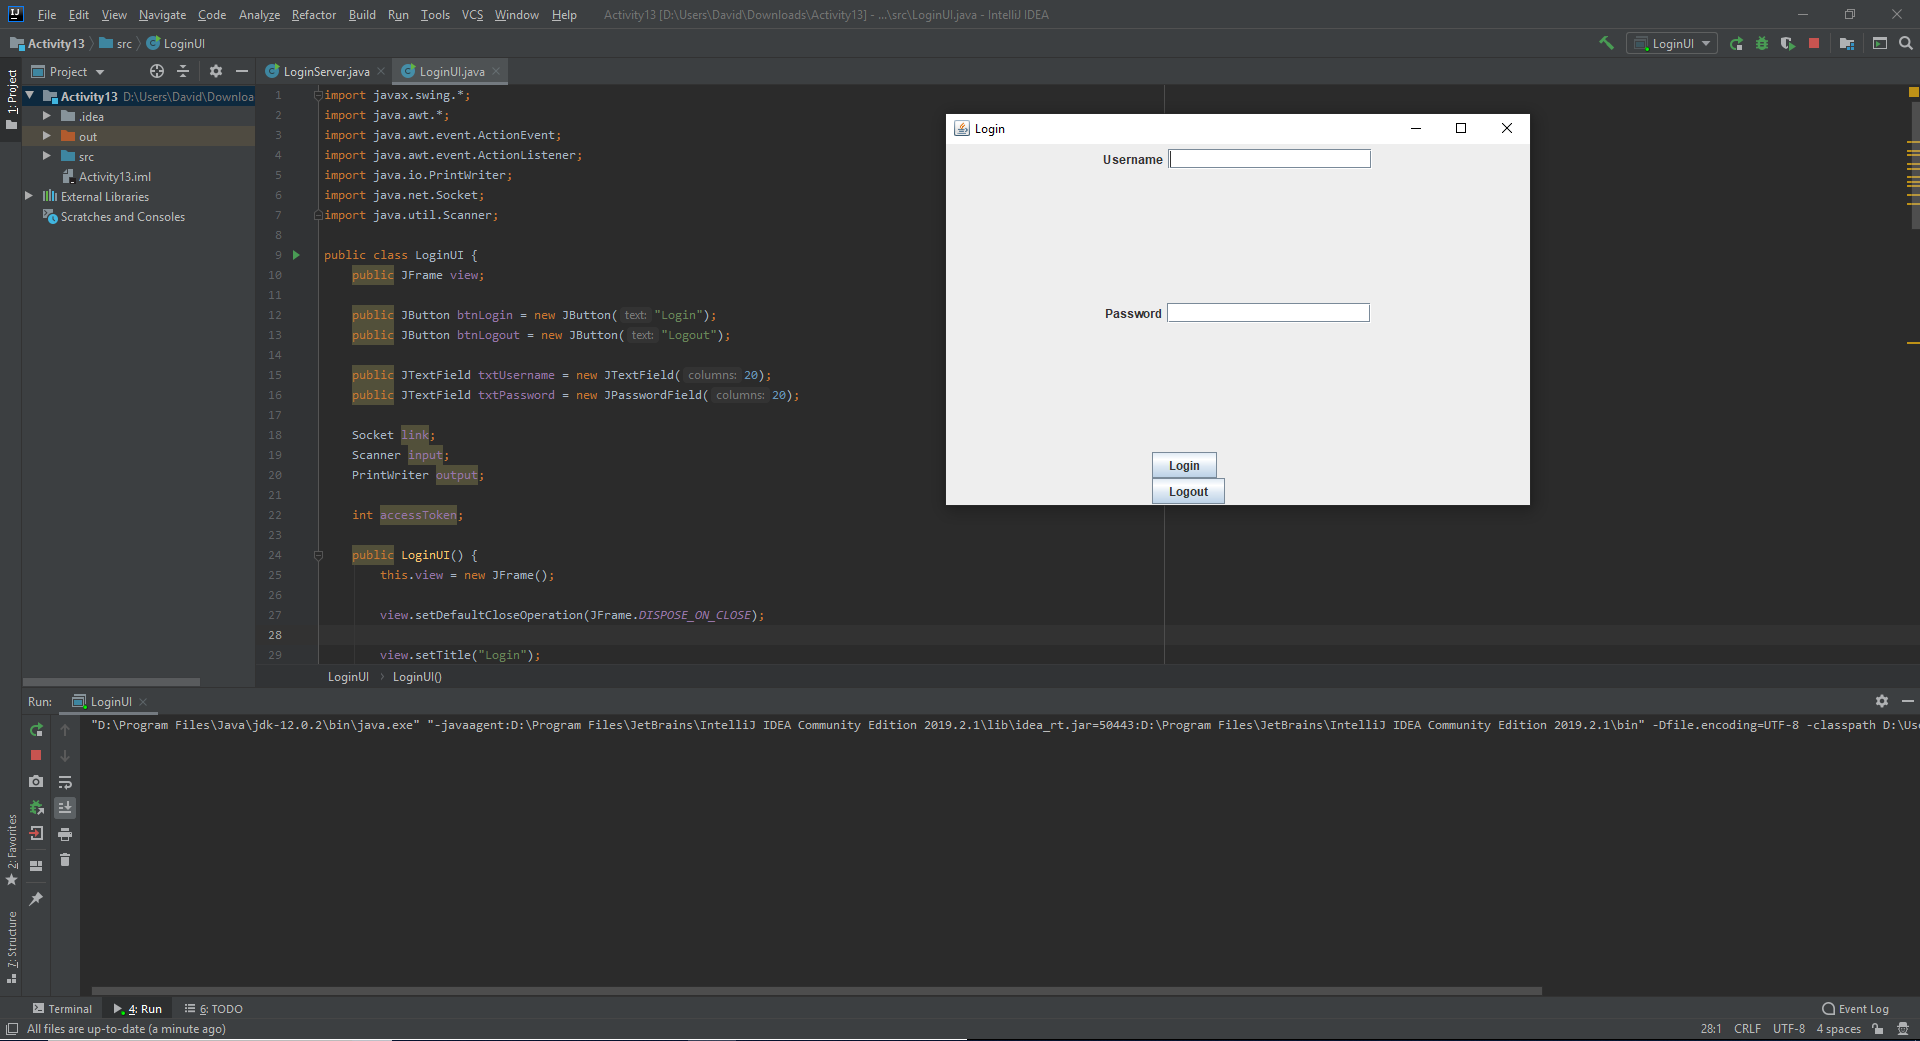 File Edit View Navigate Code Analyze Refactor Build Run Tools VCS Window Help Activity13 [D:\Users\David\Downloads\Activity13] - ...\src\LoginUI.java - IntelliJ IDEA
Activity13 src LoginUI
LoginUI
1: Project
Project
LoginServer.java LoginUI.java
Activity13 D:\Users\David\Downloa
.idea
out
src
Activity13.iml
External Libraries
Scratches and Consoles
1 import javax.swing.*;
2 import java.awt.*;
3 import java.awt.event.ActionEvent;
4 import java.awt.event.ActionListener;
5 import java.io.PrintWriter;
6 import java.net.Socket;
7 import java.util.Scanner;
8
9 public class LoginUI {
10 public JFrame view;
11
12 public JButton btnLogin = new JButton( text: "Login");
13 public JButton btnLogout = new JButton( text: "Logout");
14
15 public JTextField txtUsername = new JTextField( columns: 20);
16 public JTextField txtPassword = new JPasswordField( columns: 20);
17
18 Socket link;
19 Scanner input;
20 PrintWriter output;
21
22 int accessToken;
23
24 public LoginUI() {
25 this.view = new JFrame();
26
27 view.setDefaultCloseOperation(JFrame.DISPOSE_ON_CLOSE);
28
29 view.setTitle("Login");
LoginUI LoginUI()
Login
Username
Password
Login
Logout
Run: LoginUI
"D:\Program Files\Java\jdk-12.0.2\bin\java.exe" "-javaagent:D:\Program Files\JetBrains\IntelliJ IDEA Community Edition 2019.2.1\lib\idea_rt.jar=50443:D:\Program Files\JetBrains\IntelliJ IDEA Community Edition 2019.2.1\bin" -Dfile.encoding=UTF-8 -classpath D:\Us
2: Favorites
7: Structure
Terminal 4: Run 6: TODO Event Log
All files are up-to-date (a minute ago) 28:1 CRLF UTF-8 4 spaces